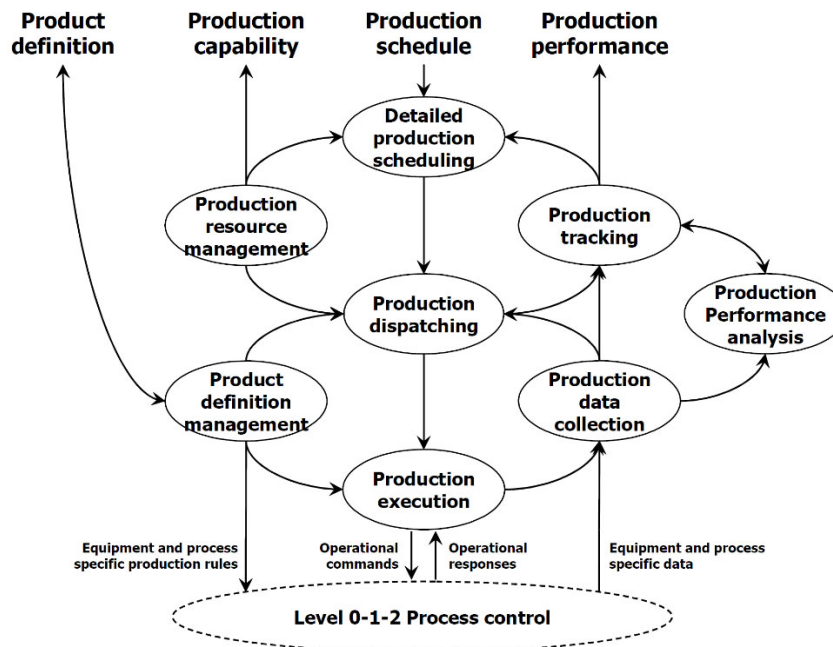 Product
definition
Production
capability
Production
schedule
Production
performance
Detailed
production
scheduling
Production
resource
management
Production
tracking
Production
dispatching
Production
Performance
analysis
Product
definition
management
Production
data
collection
Production
execution
Equipment and process
specific production rules
Operational
commands
Operational
responses
Equipment and process
specific data
Level 0-1-2 Process control